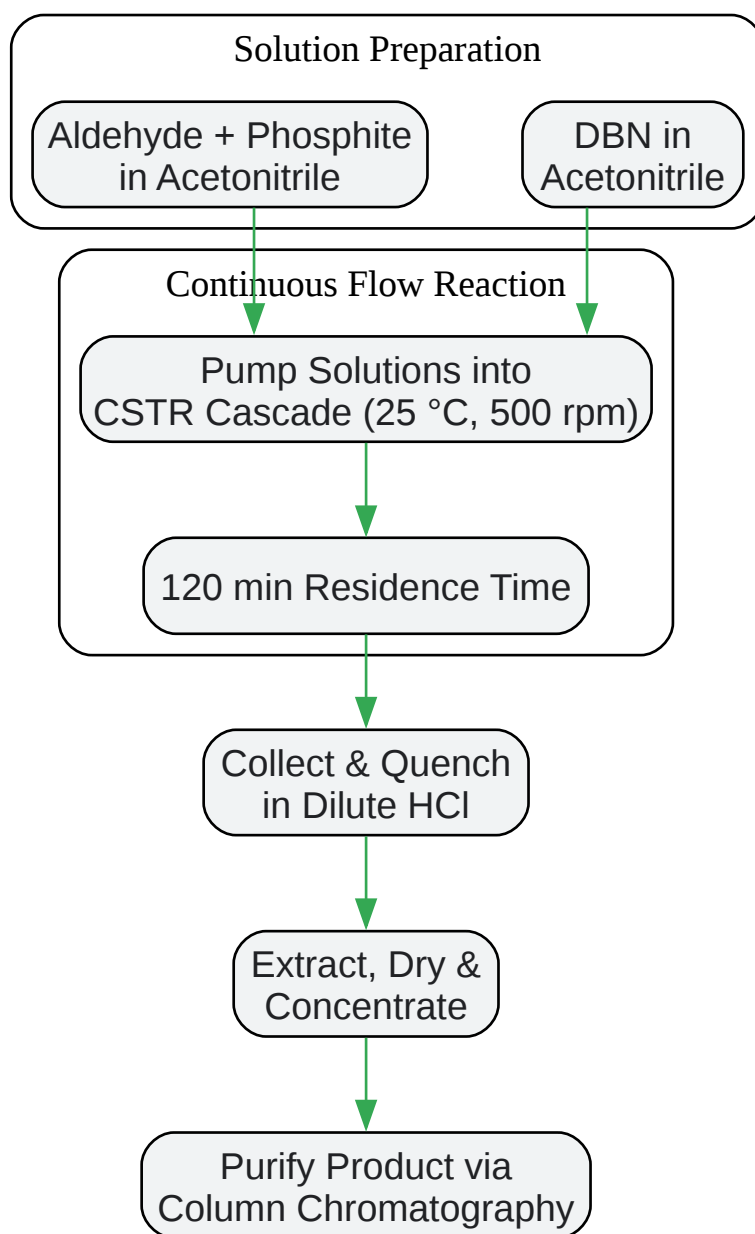 Solution Preparation
Aldehyde + Phosphite
in Acetonitrile
DBN in
Acetonitrile
Continuous Flow Reaction
Pump Solutions into
CSTR Cascade (25 °C, 500 rpm)
120 min Residence Time
Collect & Quench
in Dilute HCl
Extract, Dry &
Concentrate
Purify Product via
Column Chromatography